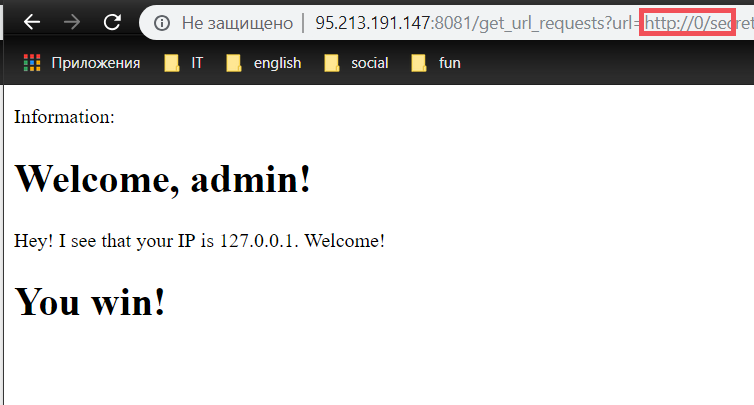 Не защищено 95.213.191.147:8081/get_url_requests?url=http://0/secret
Приложения IT english social fun
Information:
Welcome, admin!
Hey! I see that your IP is 127.0.0.1. Welcome!
You win!